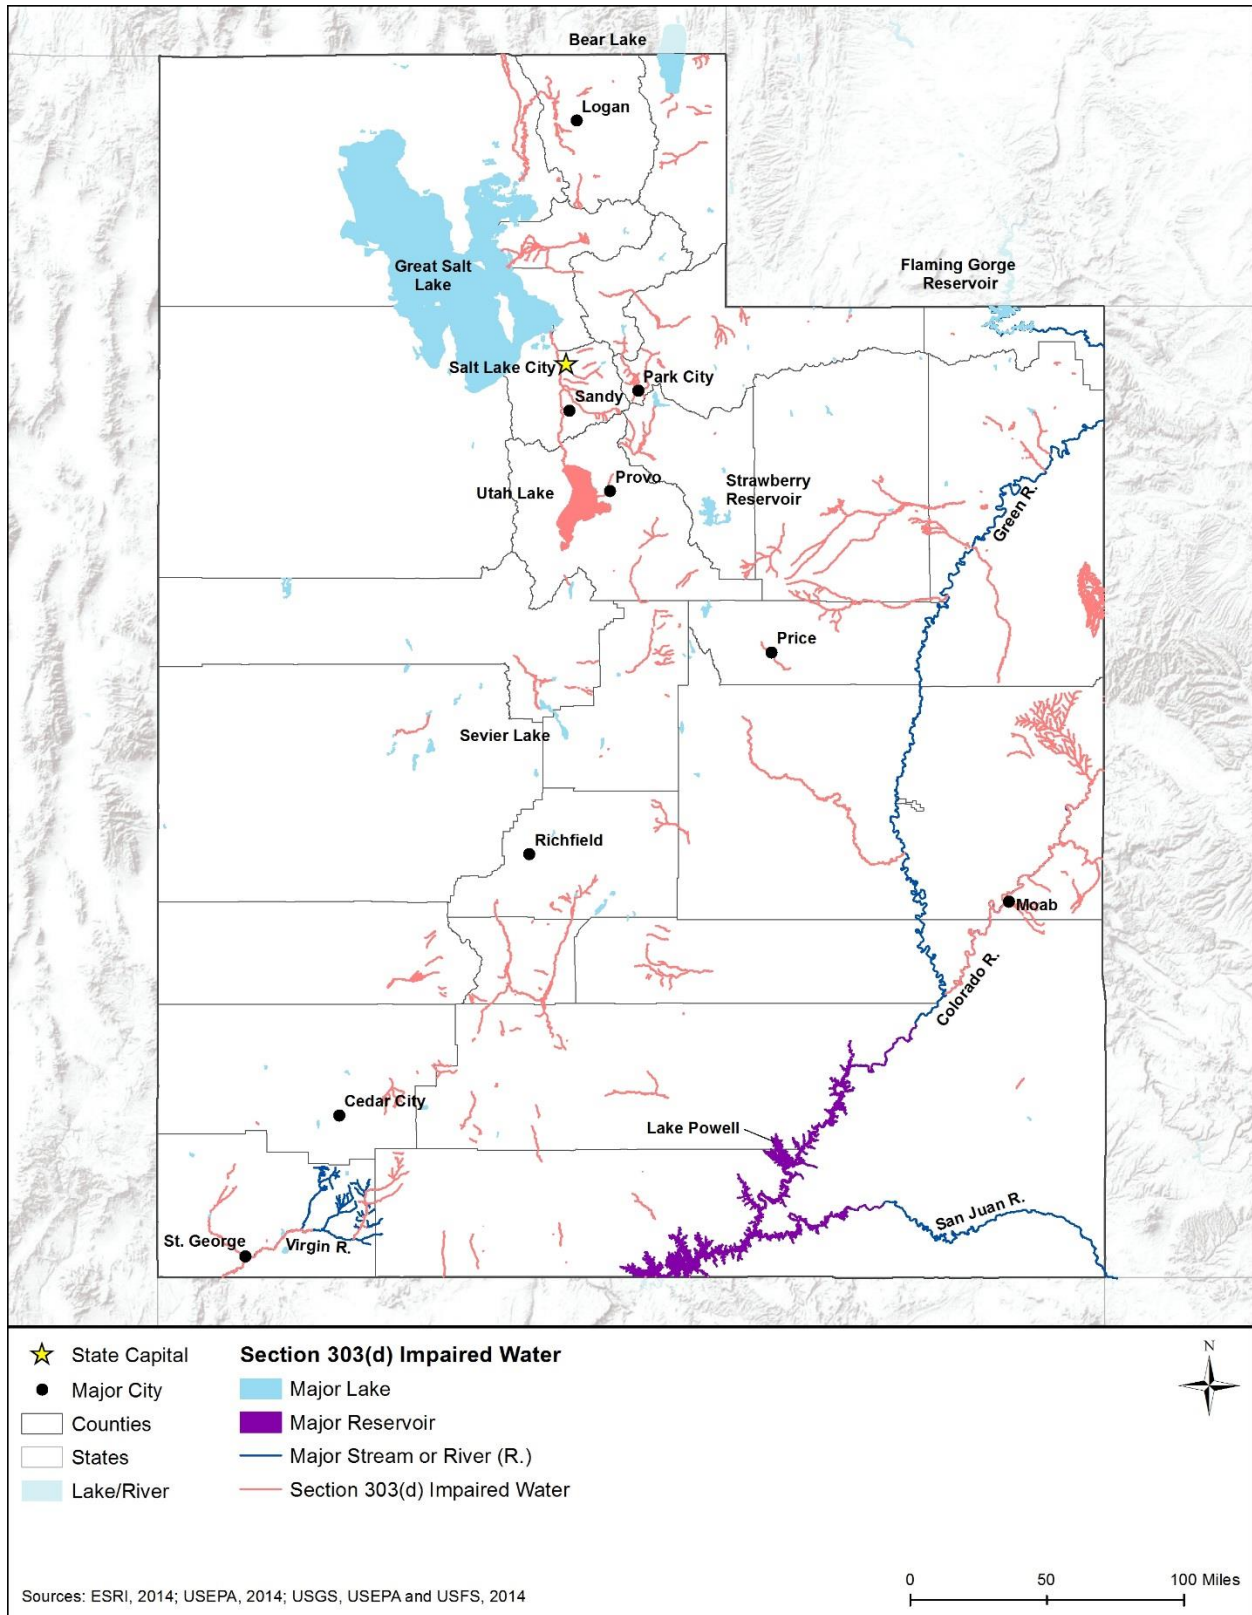 Bear Lake
Logan
Great Salt
Lake
Flaming Gorge
Reservoir
Salt Lake City
Park City
Sandy
Provo
Utah Lake
Strawberry
Reservoir
Green R.
Price
Sevier Lake
Richfield
Moab
Colorado R.
Cedar City
Lake Powell
San Juan R.
St. George
Virgin R.
State Capital
Major City
Counties
States
Lake/River
Section 303(d) Impaired Water
Major Lake
Major Reservoir
Major Stream or River (R.)
Section 303(d) Impaired Water
N
Sources: ESRI, 2014; USEPA, 2014; USGS, USEPA and USFS, 2014
0 50 100 Miles